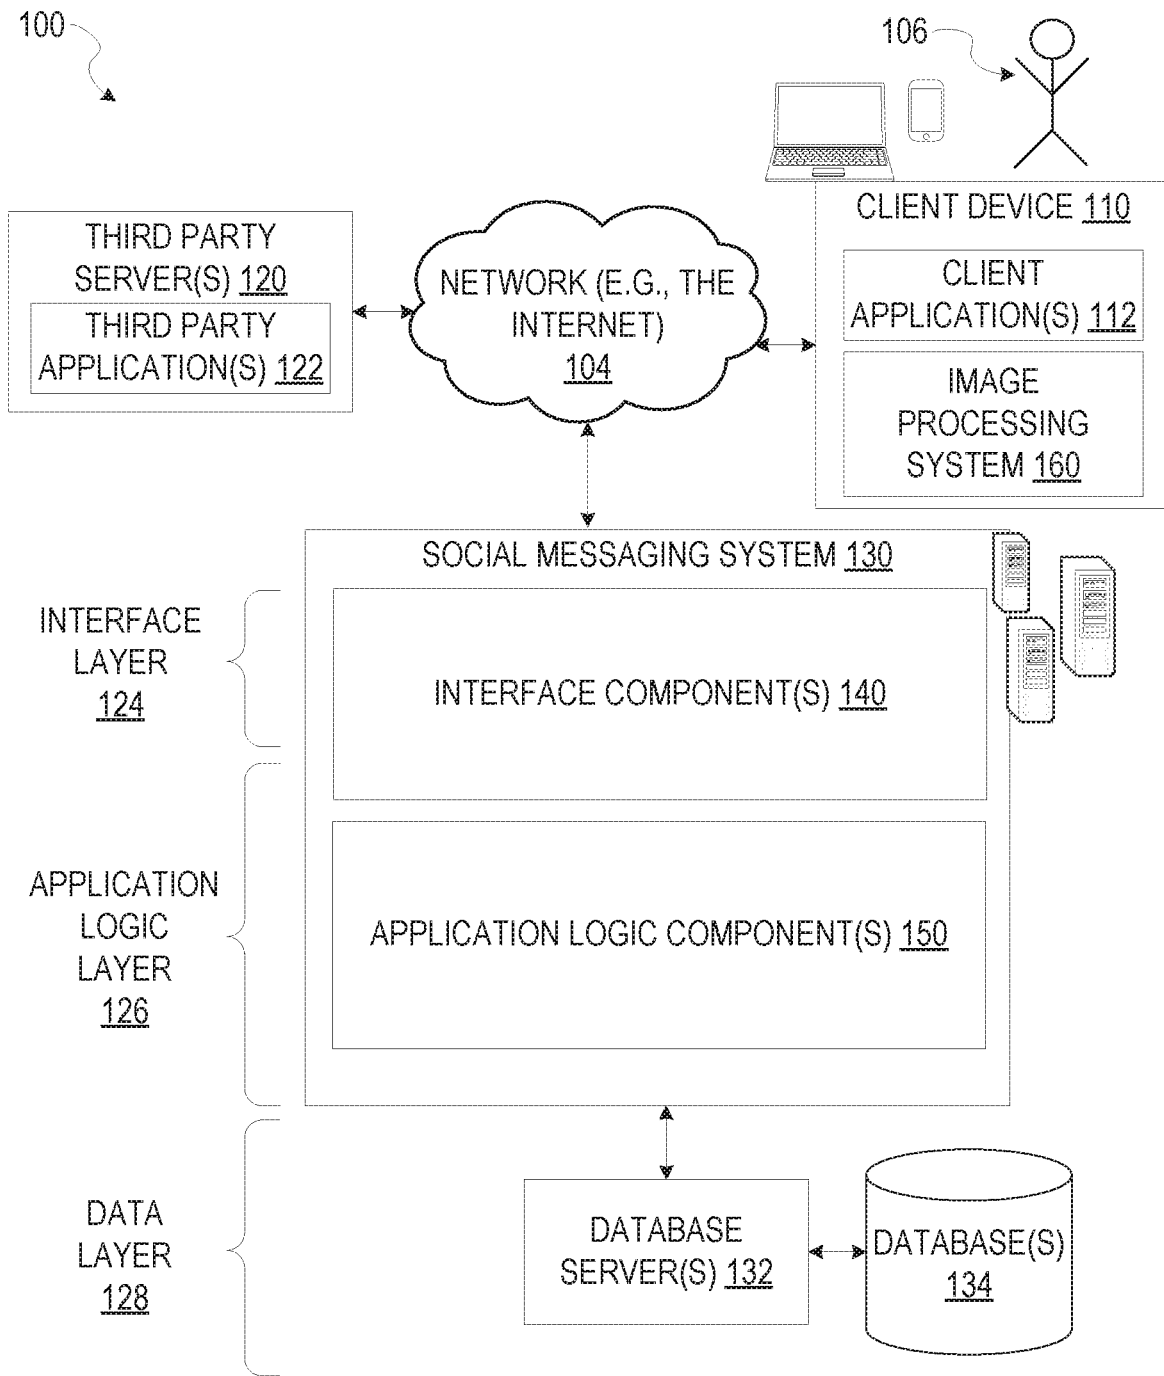 100
106
CLIENT DEVICE 110
CLIENT
APPLICATION(S) 112
IMAGE
PROCESSING
SYSTEM 160
THIRD PARTY
SERVER(S) 120
THIRD PARTY
APPLICATION(S) 122
NETWORK (E.G., THE
INTERNET)
104
SOCIAL MESSAGING SYSTEM 130
INTERFACE
LAYER
124
INTERFACE COMPONENT(S) 140
APPLICATION
LOGIC
LAYER
126
APPLICATION LOGIC COMPONENT(S) 150
DATA
LAYER
128
DATABASE
SERVER(S) 132
DATABASE(S)
134